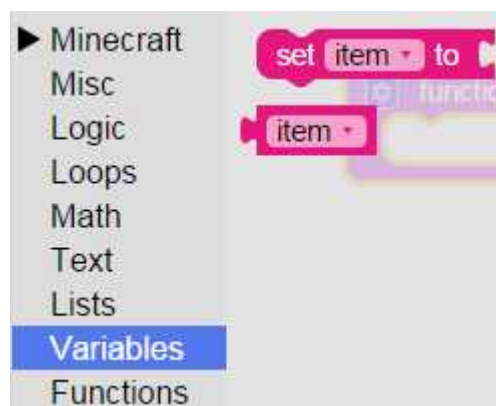 Minecraft
Misc
Logic
Loops
Math
Text
Lists
Variables
Functions
set item to
item